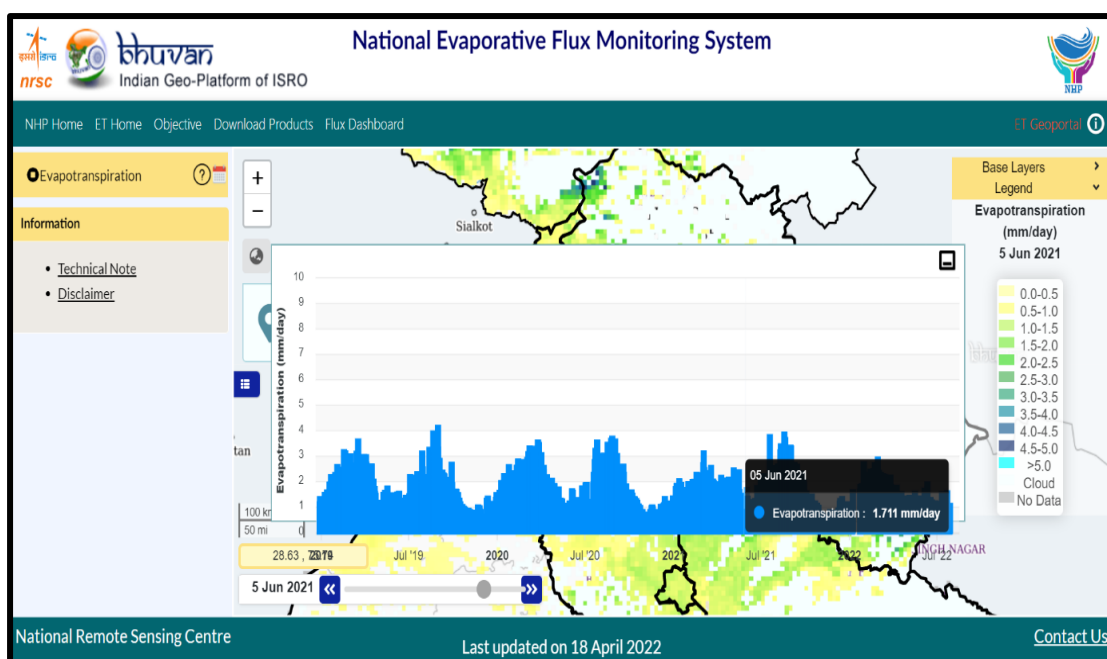 इसरो isro
nrsc
bhuvan
Indian Geo-Platform of ISRO
National Evaporative Flux Monitoring System
NHP
NHP Home ET Home Objective Download Products Flux Dashboard
ET Geoportal
Evapotranspiration
?
Information
Technical Note
Disclaimer
+
−
Sialkot
Base Layers
Legend
Evapotranspiration
(mm/day)
5 Jun 2021
0.0-0.5
0.5-1.0
1.0-1.5
1.5-2.0
2.0-2.5
2.5-3.0
3.0-3.5
3.5-4.0
4.0-4.5
4.5-5.0
>5.0
Cloud
No Data
Evapotranspiration (mm/day)
10
9
8
7
6
5
4
3
2
1
0
tan
100 km
50 mi
05 Jun 2021
Evapotranspiration : 1.711 mm/day
28.63 ,
Jul '19 2020 Jul '20 2021 Jul '21 2022 Jul '22
SINGH NAGAR
5 Jun 2021
National Remote Sensing Centre
Last updated on 18 April 2022
Contact Us